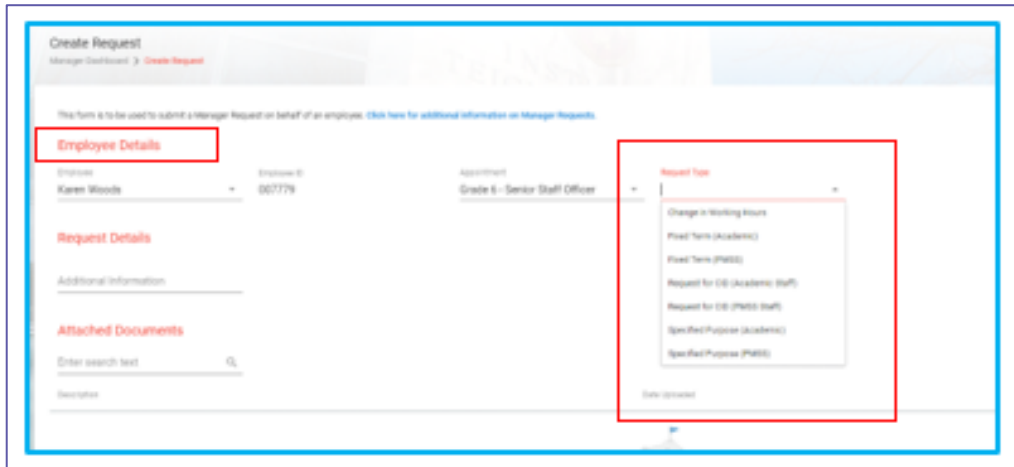 Create Request
Manager Dashboard > Create Request
This form is to be used to submit a Manager Request on behalf of an employee. Click here for additional information on Manager Requests.
Employee Details
Employee Employee ID Appointment Request Type
Karen Woods 007779 Grade 6 - Senior Staff Officer
Change in Working Hours
Request Details
Fixed Term (Academic)
Fixed Term (PMSS)
Additional Information
Request for CID (Academic Staff)
Request for CID (PMSS Staff)
Attached Documents
Specified Purpose (Academic)
Specified Purpose (PMSS)
Enter search text
Description Date Uploaded